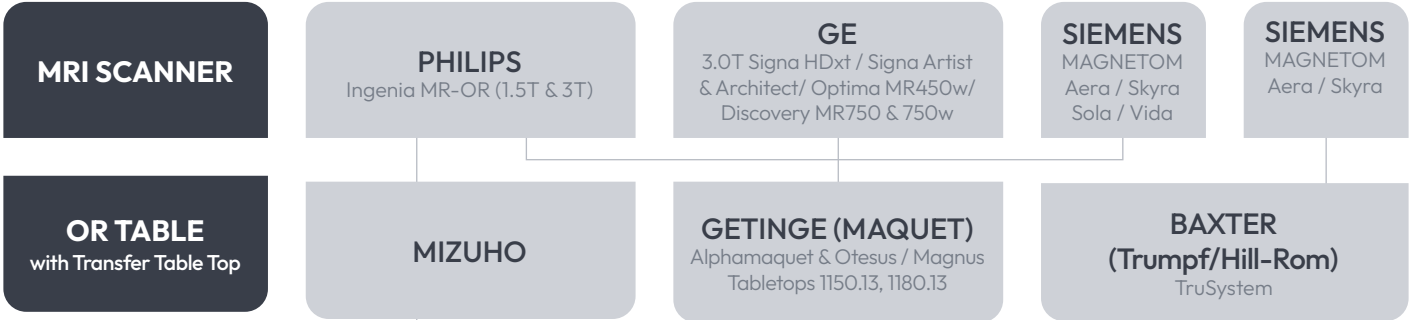 MRI SCANNER
PHILIPS
Ingenia MR-OR (1.5T & 3T)
GE
3.0T Signa HDxt / Signa Artist
& Architect/ Optima MR450w/
Discovery MR750 & 750w
SIEMENS
MAGNETOM
Aera / Skyra
Sola / Vida
SIEMENS
MAGNETOM
Aera / Skyra
OR TABLE
with Transfer Table Top
MIZUHO
GETINGE (MAQUET)
Alphamaquet & Otesus / Magnus
Tabletops 1150.13, 1180.13
BAXTER
(Trumpf/Hill-Rom)
TruSystem